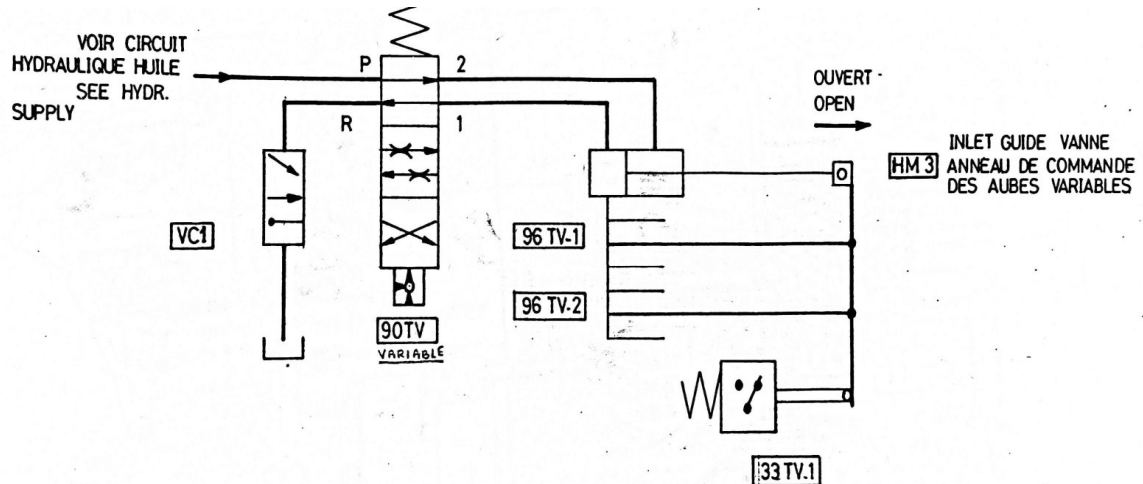 VOIR CIRCUIT
HYDRAULIQUE HUILE
SEE HYDR.
SUPPLY
P
2
R
1
VC1
90TV
VARIABLE
96 TV-1
96 TV-2
33 TV.1
OUVERT
OPEN
HM 3
INLET GUIDE VANNE
ANNEAU DE COMMANDE
DES AUBES VARIABLES